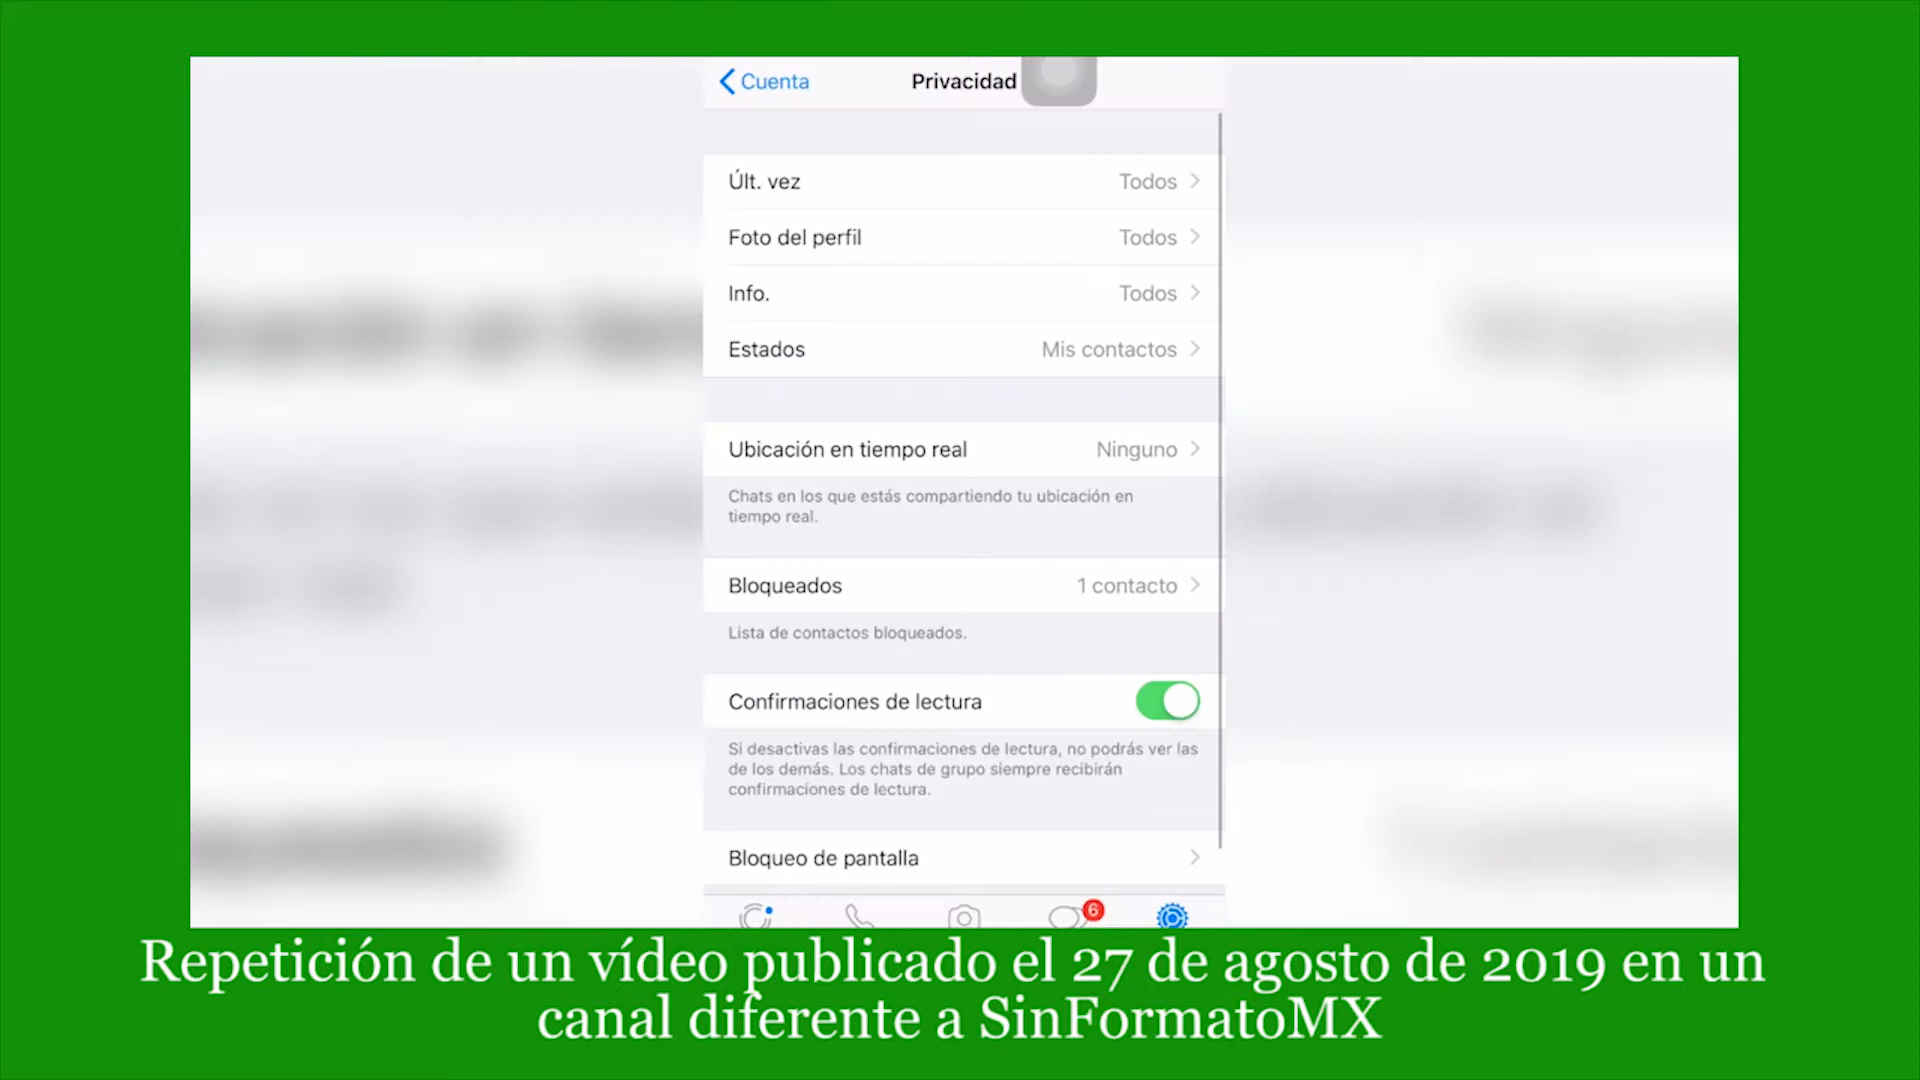 Cuenta Privacidad
Últ. vez Todos
Foto del perfil Todos
Info. Todos
Estados Mis contactos
Ubicación en tiempo real Ninguno
Chats en los que estás compartiendo tu ubicación en
tiempo real.
Bloqueados 1 contacto
Lista de contactos bloqueados.
Confirmaciones de lectura
Si desactivas las confirmaciones de lectura, no podrás ver las
de los demás. Los chats de grupo siempre recibirán
confirmaciones de lectura.
Bloqueo de pantalla
6
Repetición de un vídeo publicado el 27 de agosto de 2019 en un
canal diferente a SinFormatoMX